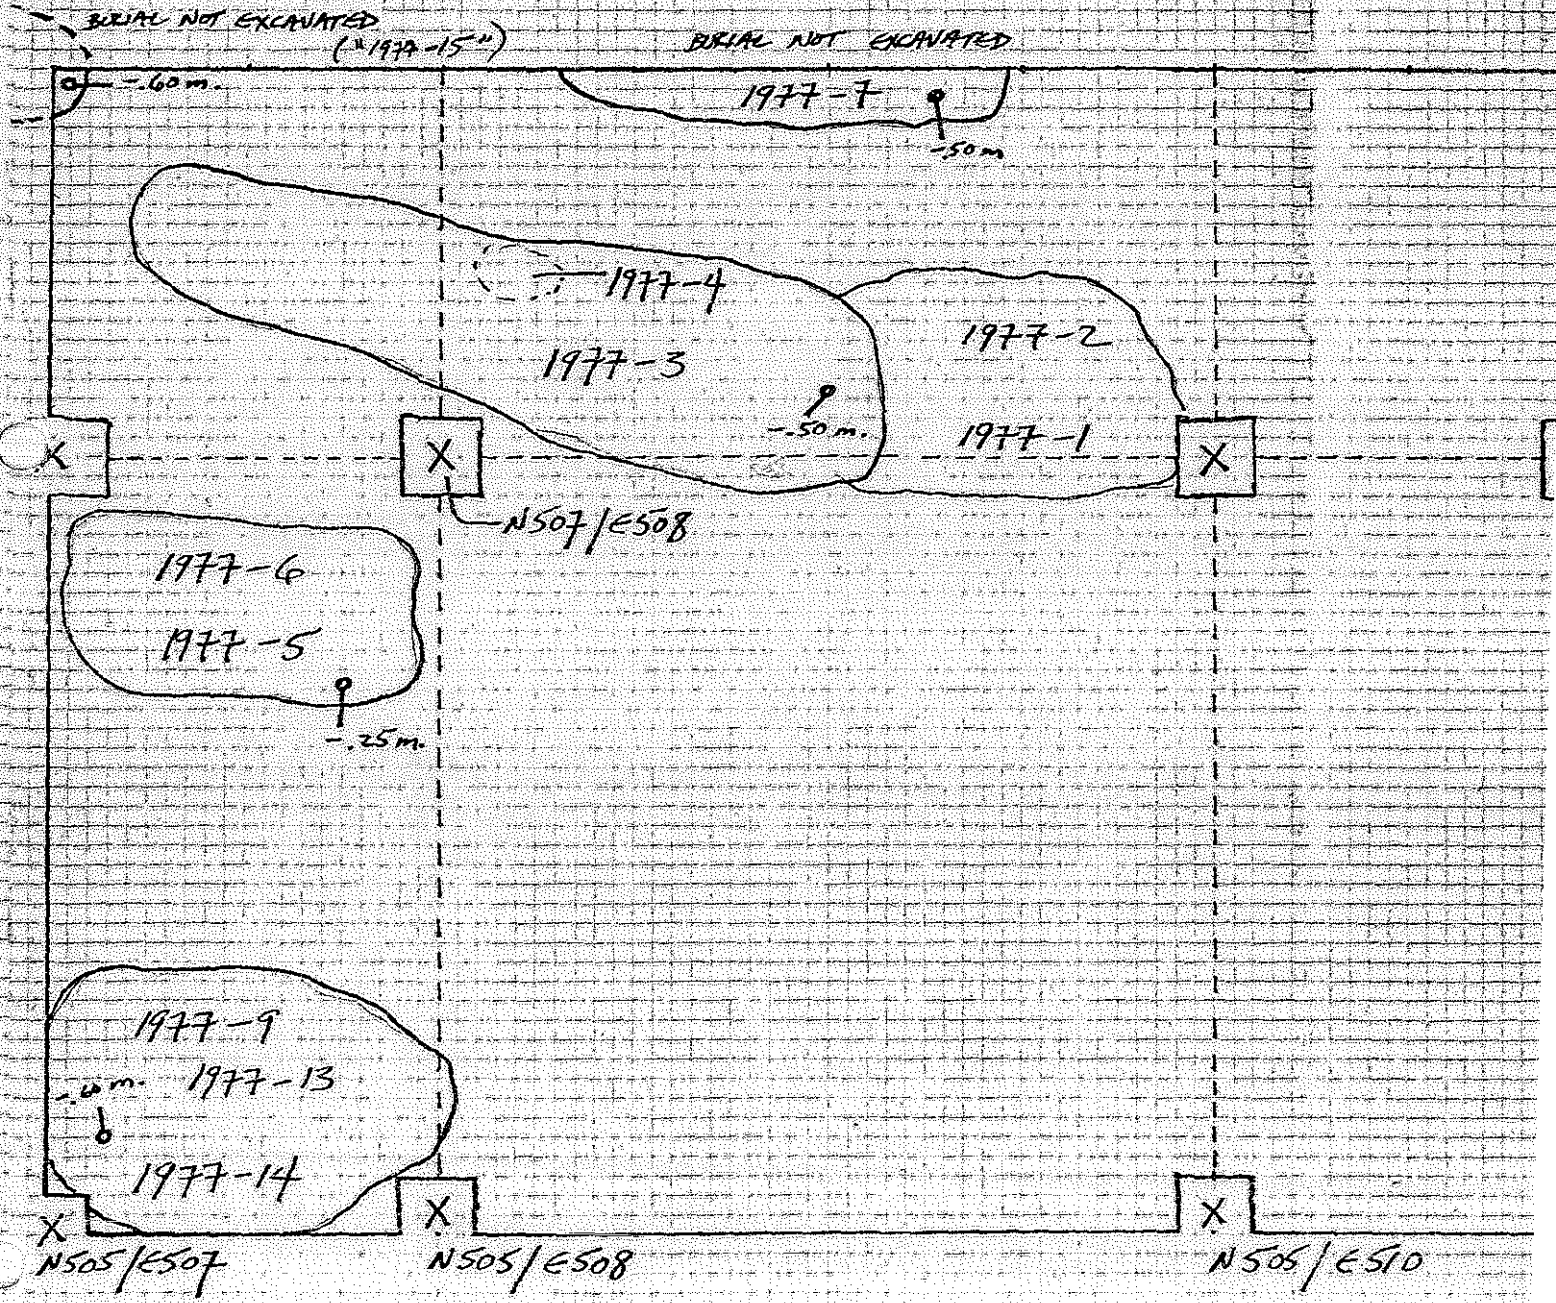 BURIAL NOT EXCAVATED
("1977-15")
BURIAL NOT EXCAVATED
-.60 m.
1977-7
-.50 m
1977-4
1977-3
1977-2
-.50 m.
1977-1
X
X
X
N507/E508
1977-6
1977-5
-.25 m.
1977-9
1977-13
m.
1977-14
X
X
X
N505/E507
N505/E508
N505/E510